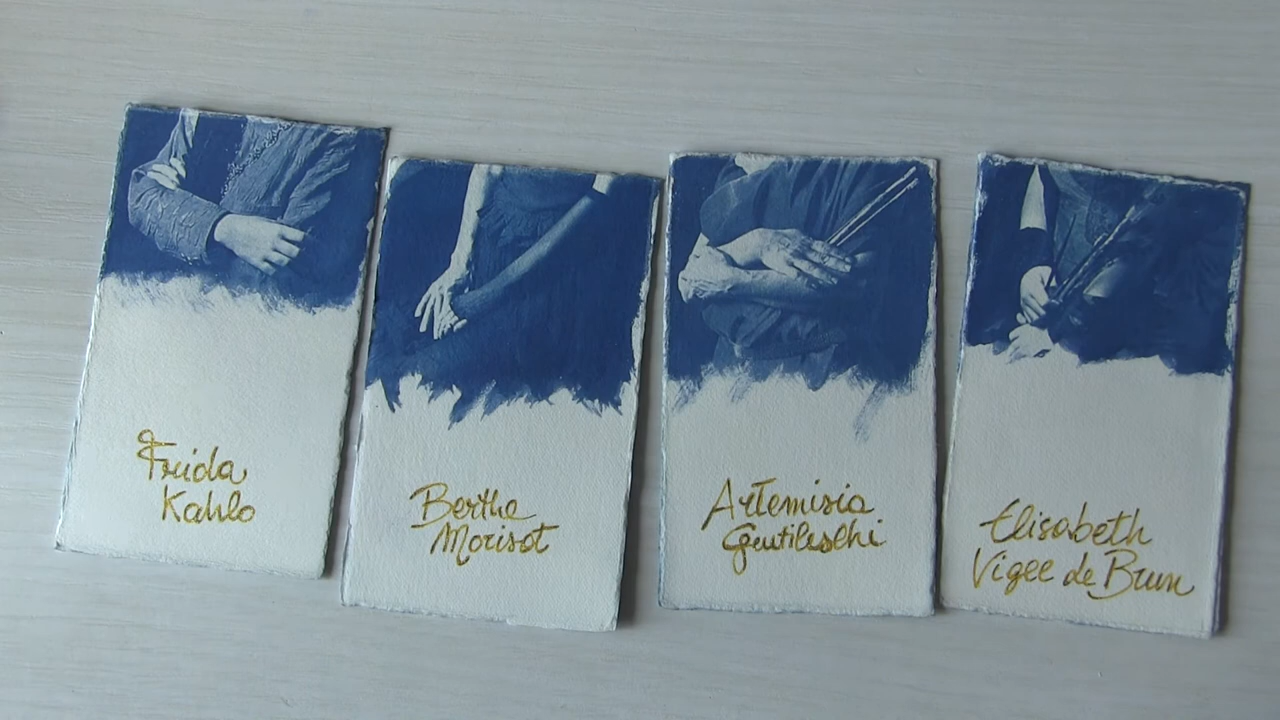 Frida
Kahlo
Berthe
Morisot
Artemisia
Gentileschi
Elisabeth
Vigee de Brun